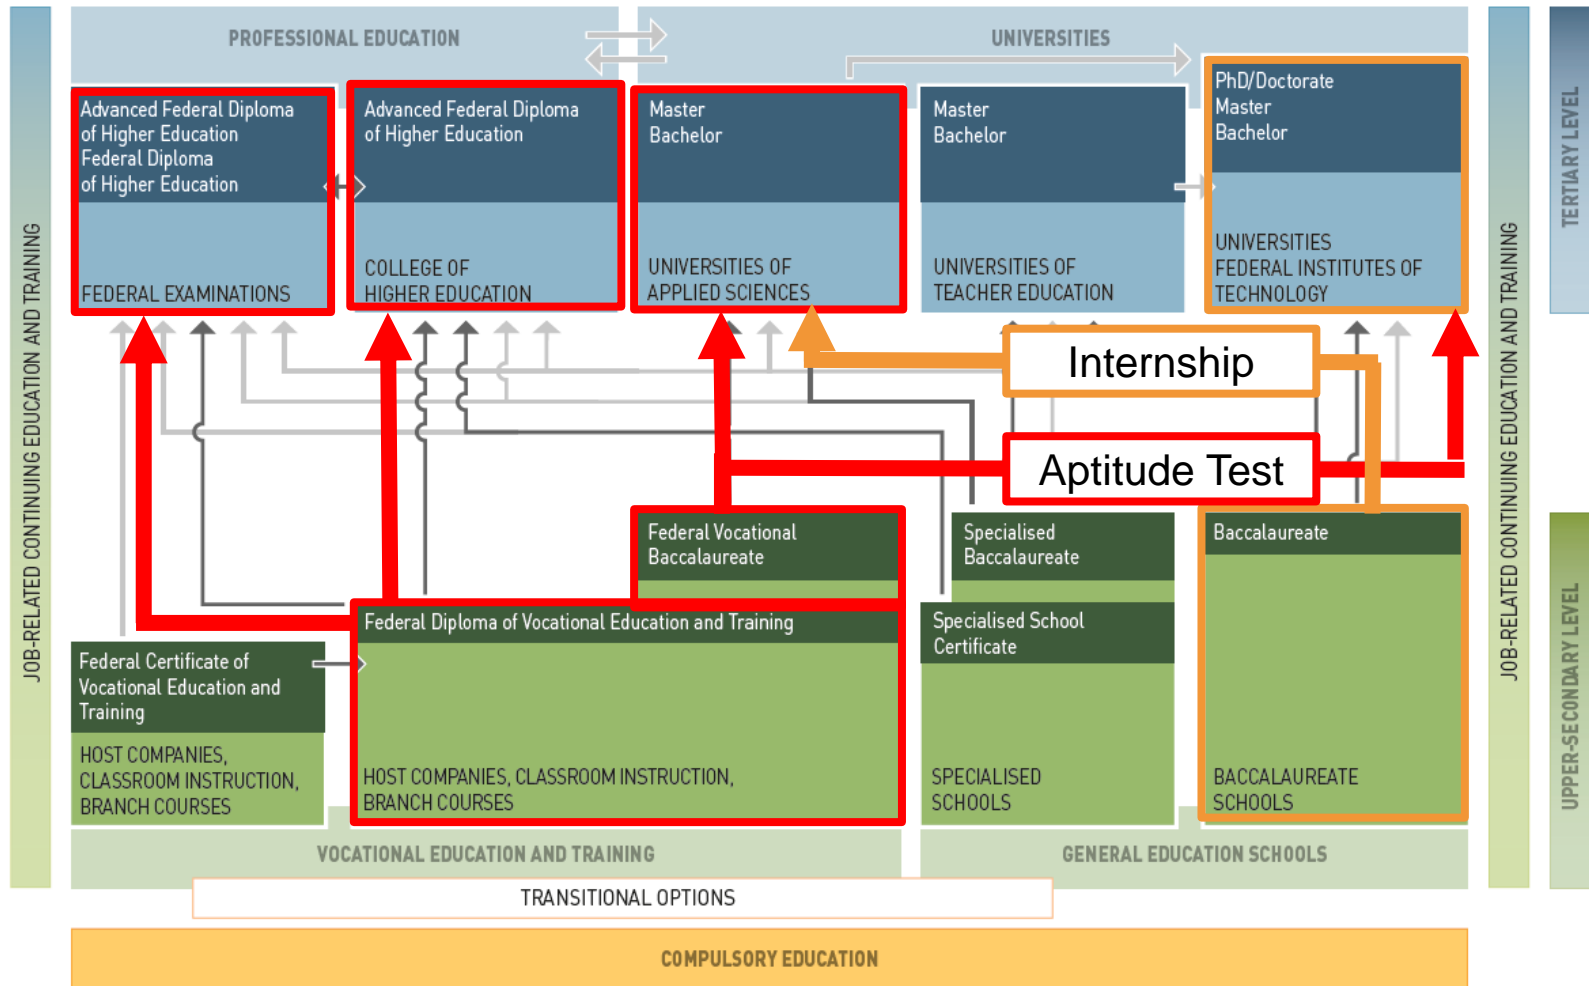 PROFESSIONAL EDUCATION
UNIVERSITIES
Advanced Federal Diploma
of Higher Education
Federal Diploma
of Higher Education
FEDERAL EXAMINATIONS
Advanced Federal Diploma
of Higher Education
COLLEGE OF
HIGHER EDUCATION
Master
Bachelor
UNIVERSITIES OF
APPLIED SCIENCES
Master
Bachelor
UNIVERSITIES OF
TEACHER EDUCATION
PhD/Doctorate
Master
Bachelor
UNIVERSITIES
FEDERAL INSTITUTES OF
TECHNOLOGY
JOB-RELATED CONTINUING EDUCATION AND TRAINING
JOB-RELATED CONTINUING EDUCATION AND TRAINING
TERTIARY LEVEL
UPPER-SECONDARY LEVEL
Internship
Aptitude Test
Federal Vocational
Baccalaureate
Specialised
Baccalaureate
Baccalaureate
Federal Diploma of Vocational Education and Training
Specialised School
Certificate
Federal Certificate of
Vocational Education and
Training
HOST COMPANIES,
CLASSROOM INSTRUCTION,
BRANCH COURSES
HOST COMPANIES, CLASSROOM INSTRUCTION,
BRANCH COURSES
SPECIALISED
SCHOOLS
BACCALAUREATE
SCHOOLS
VOCATIONAL EDUCATION AND TRAINING
GENERAL EDUCATION SCHOOLS
TRANSITIONAL OPTIONS
COMPULSORY EDUCATION